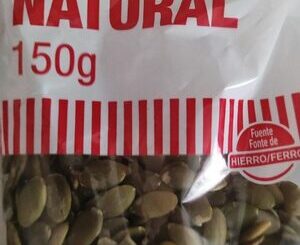 NATURAL
150g
Fuente
Fonte de
HIERRO/FERRO